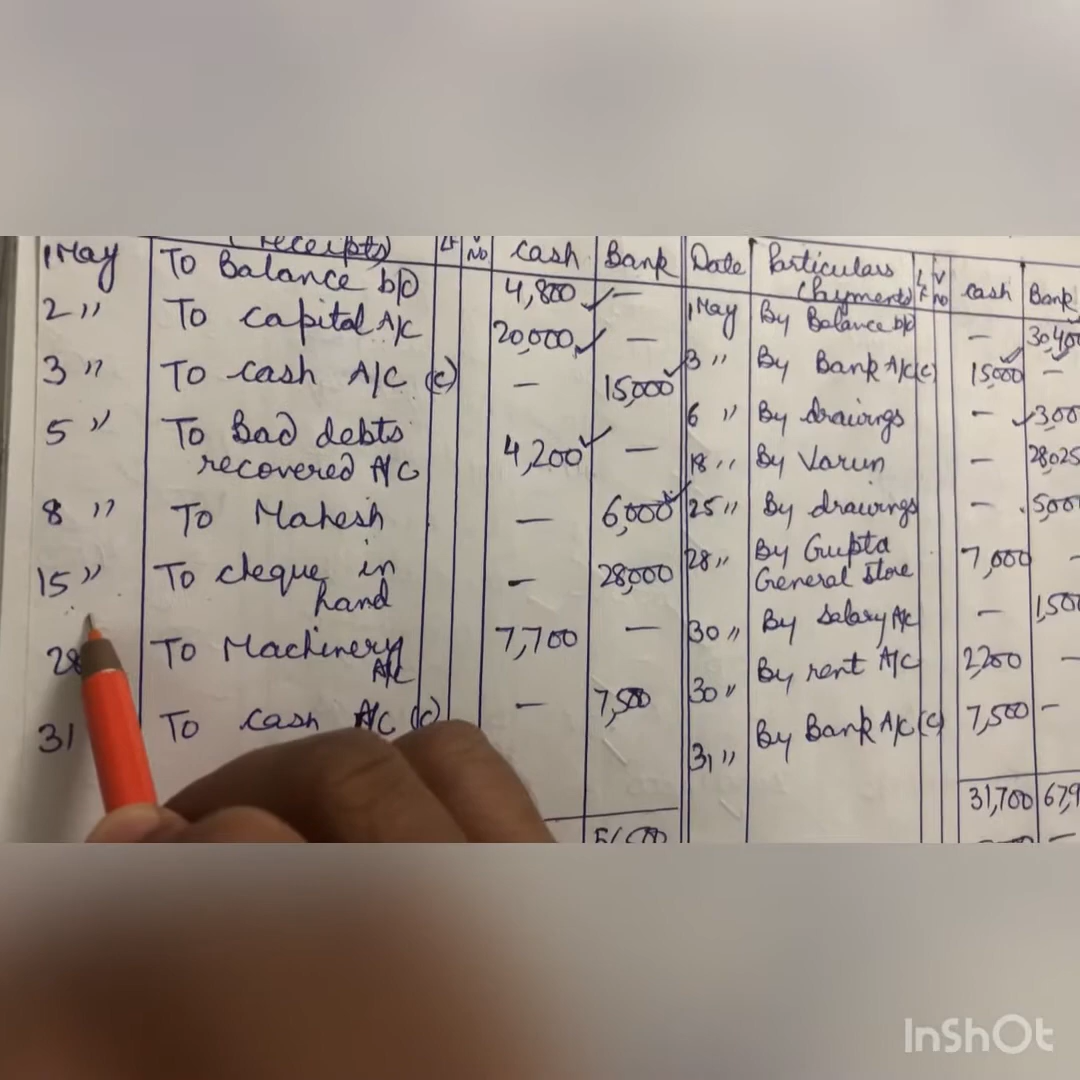 (receipts) LF V No. cash Bank Date Particulars (Payments) LF V no cash Bank
1 May To Balance b/d 4,800 —
2 " To capital A/c 20,000 —
3 " To cash A/c (c) — 15,000
5 " To Bad debts recovered A/c 4,200 —
8 " To Mahesh — 6,000
15 " To cheque in hand — 28,000
28 To Machinery A/c 7,700 —
31 To cash A/c (c) — 7,500
1 May By Balance b/d — 30,400
3 " By Bank A/c (c) 15,000 —
6 " By drawings —
18 " By Varun — 28,025
25 " By drawings —
28 " By Gupta General store 7,000 -
30 " By salary A/c —
30 " By rent A/c 2,200 —
31 " By Bank A/c (c) 7,500 —
31,700
InShOt